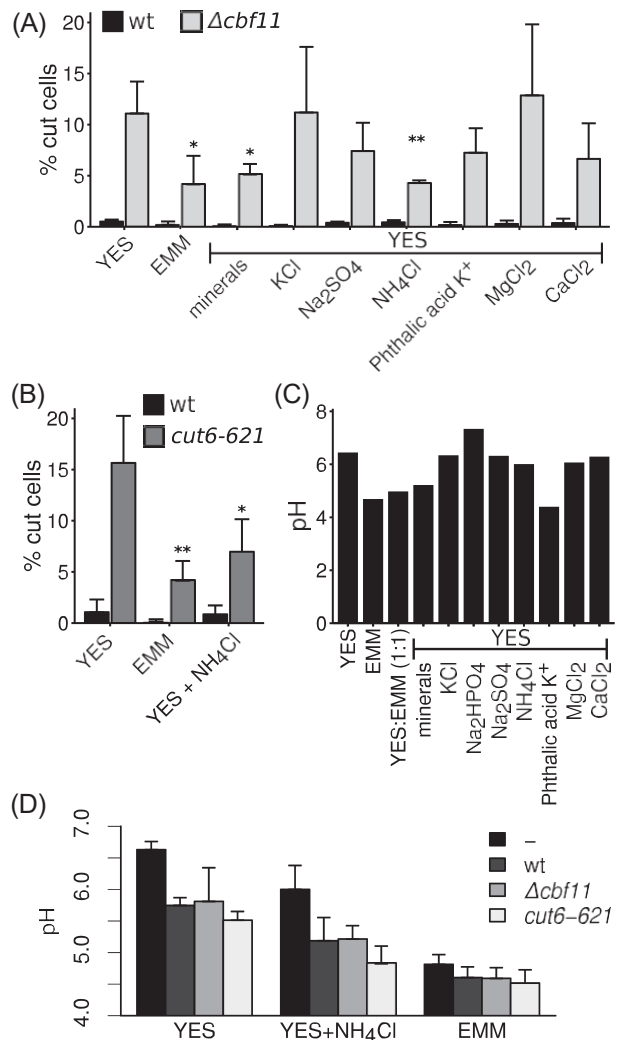 (A)
wt Δcbf11
% cut cells
20
15
10
5
0
* * **
YES
YES EMM minerals KCl Na2SO4 NH4Cl Phthalic acid K+ MgCl2 CaCl2
(B)
wt
cut6-621
% cut cells
20
15
10
5
0
** *
YES EMM YES + NH4Cl
(C)
pH
8
6
4
2
0
YES
YES EMM YES:EMM (1:1) minerals KCl Na2HPO4 Na2SO4 NH4Cl Phthalic acid K+ MgCl2 CaCl2
(D)
pH
7.0
6.0
5.0
4.0
–
wt
Δcbf11
cut6–621
YES YES+NH4Cl EMM